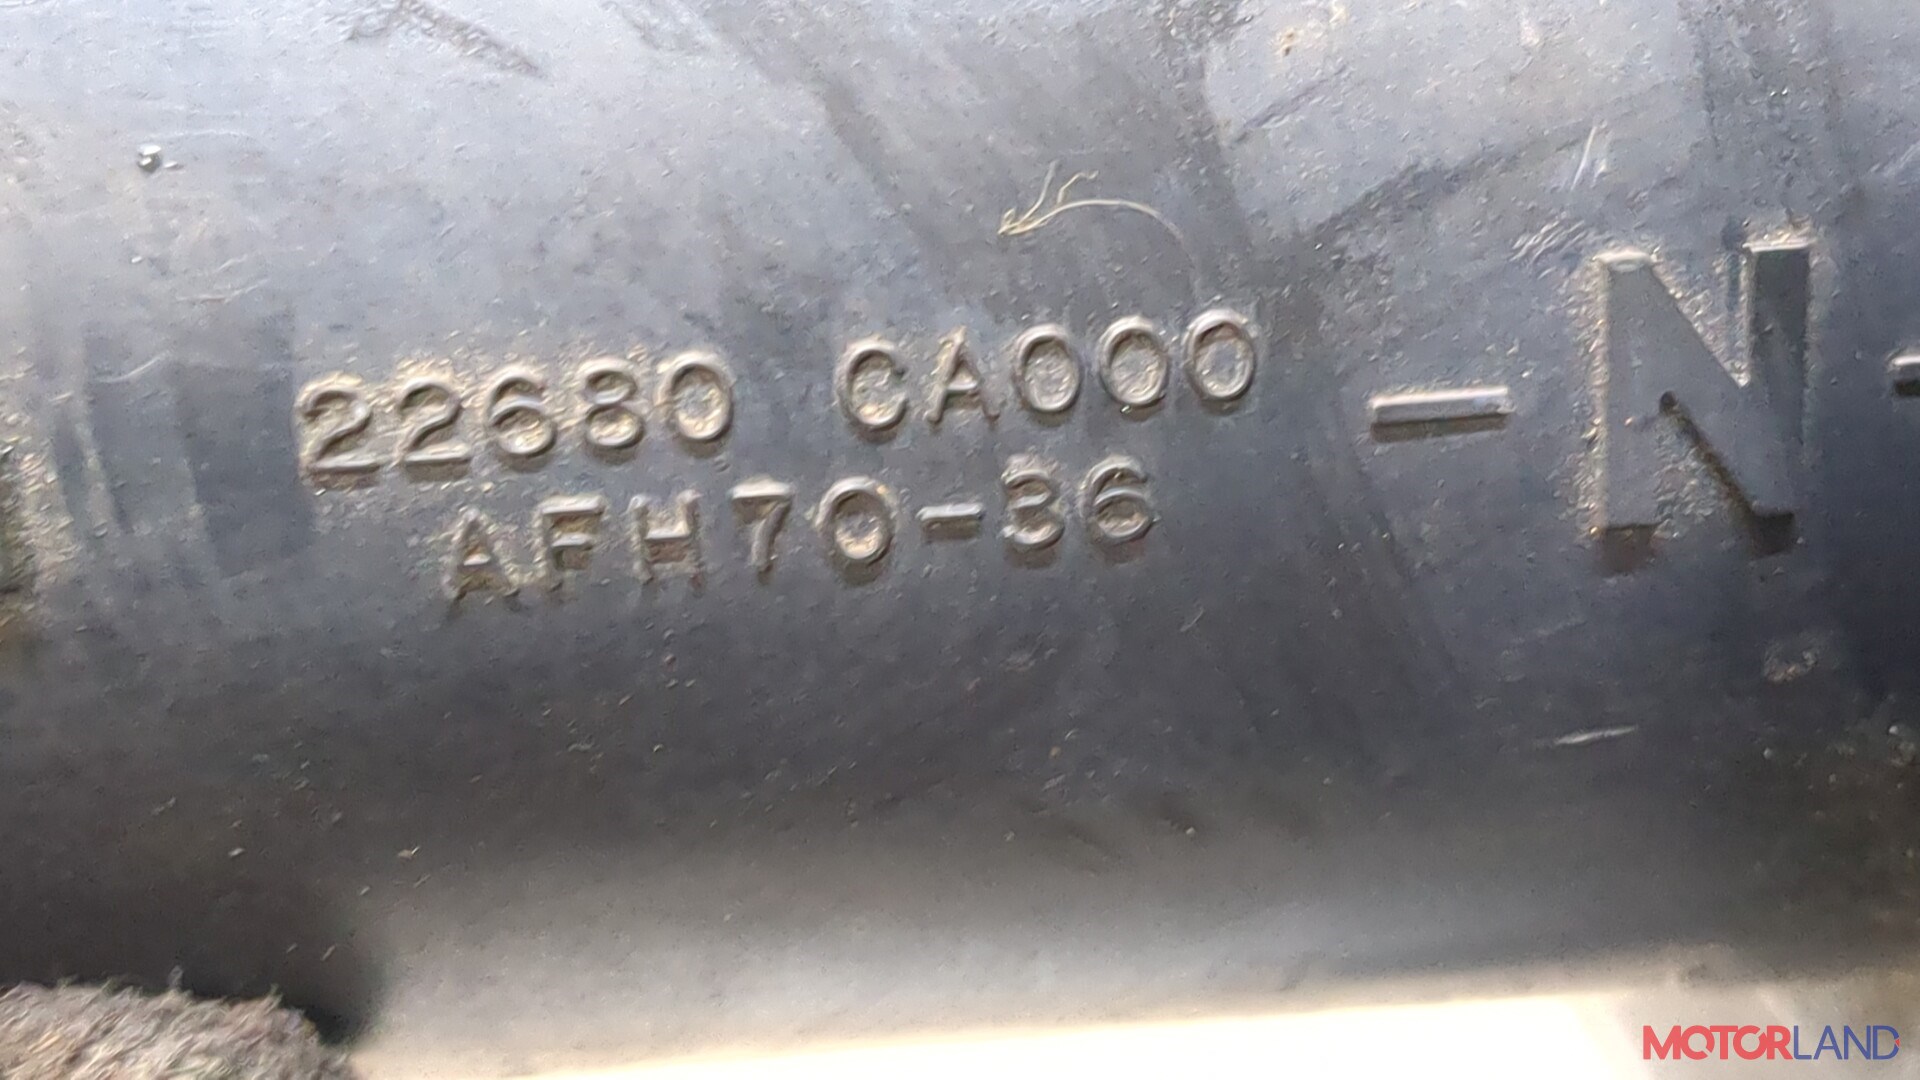 22680 CA000
AFH70-36
-N-
MOTORLAND